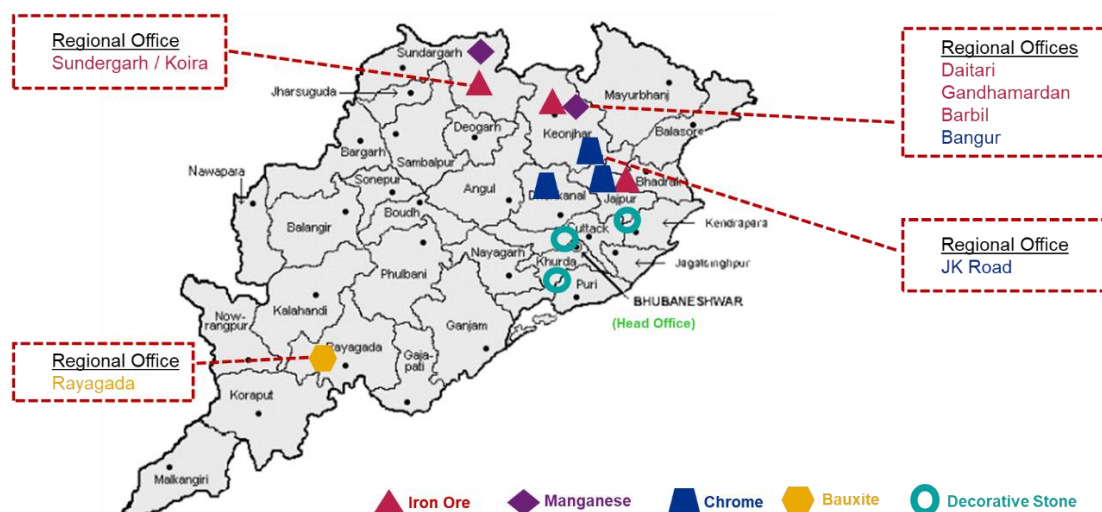 Regional Office
Sundergarh / Koira
Regional Offices
Daitari
Gandhamardan
Barbil
Bangur
Regional Office
JK Road
Regional Office
Rayagada
Sundargarh
Jharsuguda
Mayurbhanj
Keonjhar
Balasore
Deogarh
Bargarh
Sambalpur
Nawapara
Sonepur
Angul
Bhadrak
Jajpur
Boudh
Balangir
Kendrapara
Cuttack
Nayagarh
Khurda
Jagatsinghpur
Phulbani
Puri
BHUBANESHWAR
(Head Office)
Kalahandi
Now-
rangpur
Ganjam
Rayagada
Gaja-
pati
Koraput
Malkangiri
Iron Ore
Manganese
Chrome
Bauxite
Decorative Stone